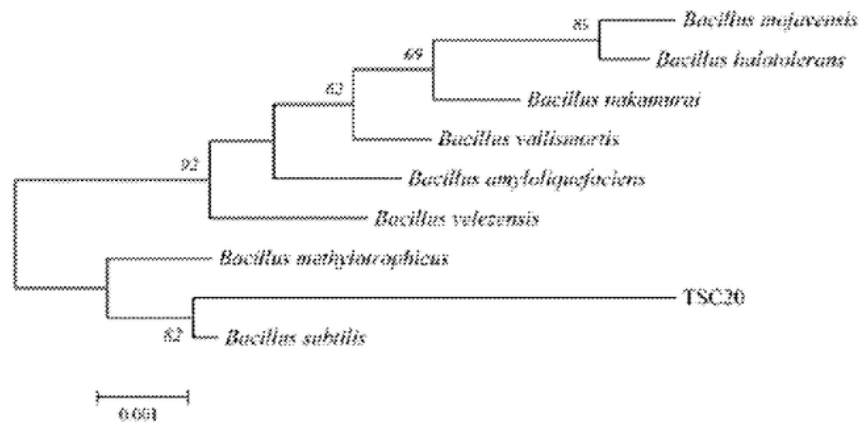 85
Bacillus mojavensis
69
Bacillus halotolerans
62
Bacillus nakamurai
Bacillus vallismortis
92
Bacillus amyloliquefaciens
Bacillus velezensis
Bacillus methylotrophicus
TSC20
82
Bacillus subtilis
0.001